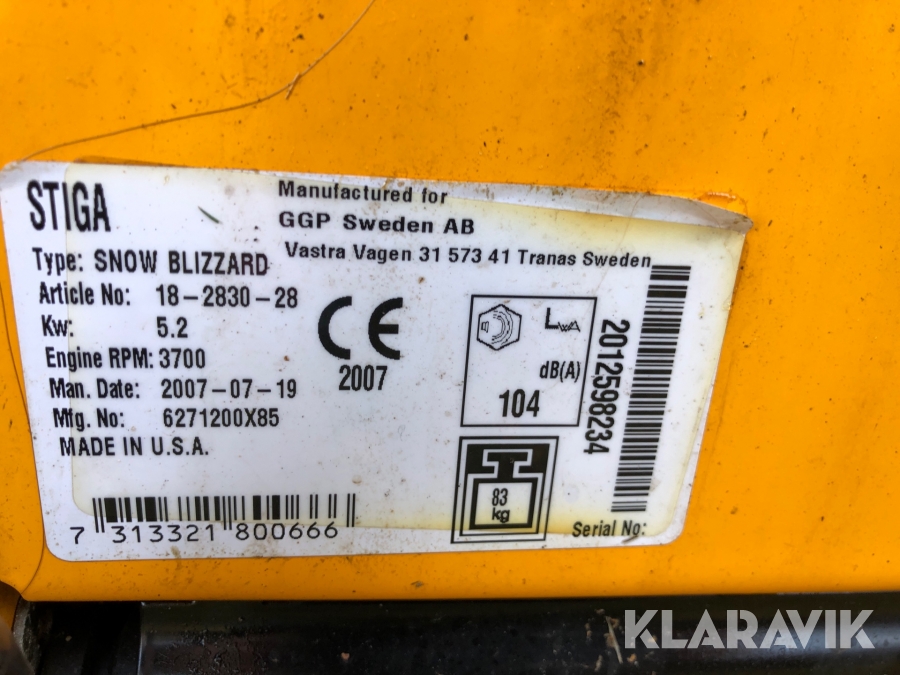 STIGA
Manufactured for
GGP Sweden AB
Vastra Vagen 31 573 41 Tranas Sweden
Type: SNOW BLIZZARD
Article No: 18-2830-28
Kw: 5.2
Engine RPM: 3700
Man. Date: 2007-07-19
Mfg. No: 6271200X85
MADE IN U.S.A.
CE
2007
LWA
dB(A)
104
83
kg
2012598234
Serial No:
7 313321 800666
KLARAVIK